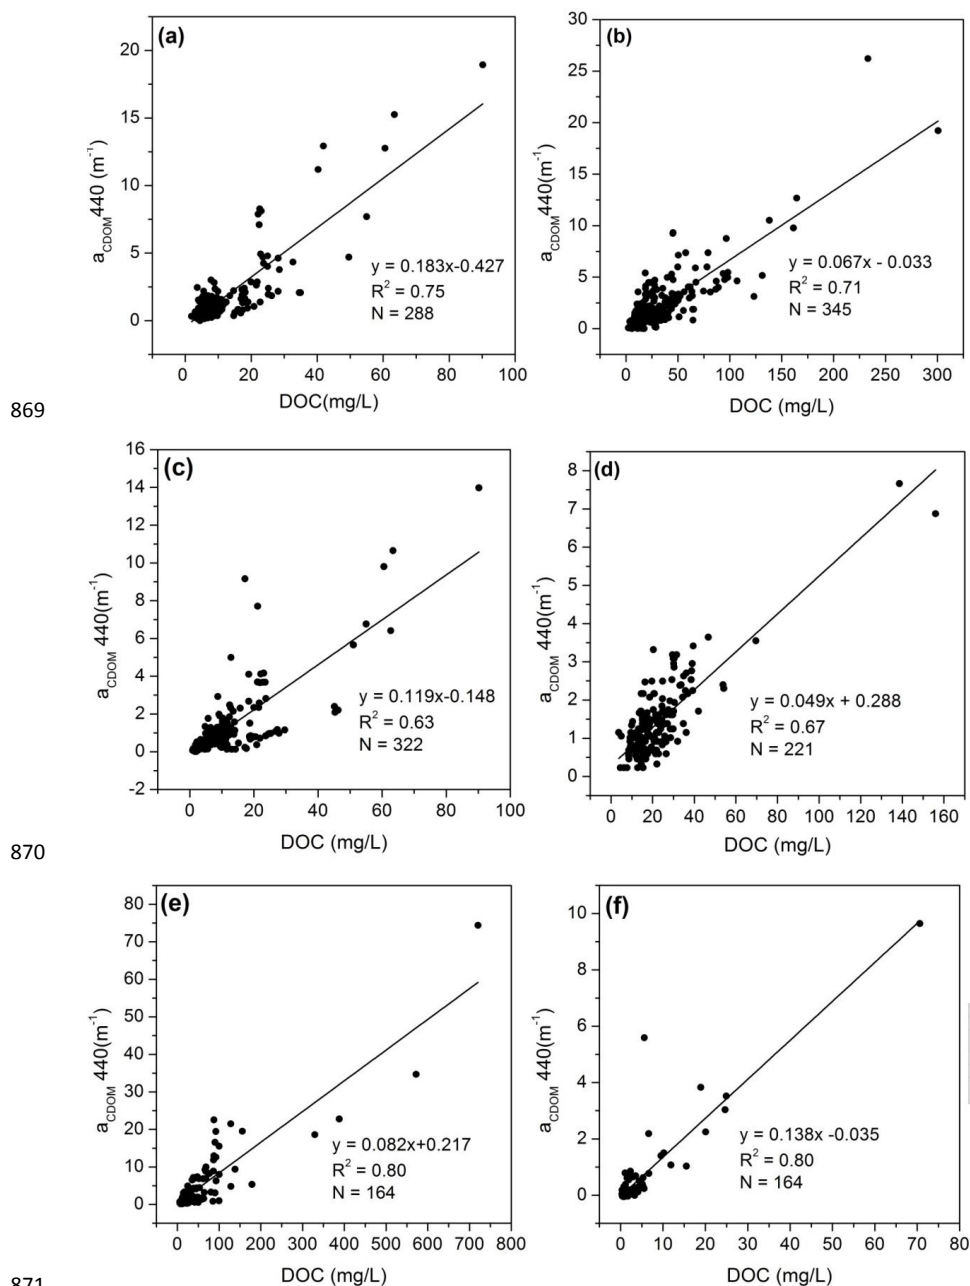 (a)
20
15
10
5
0
a_CDOM 440 (m⁻¹)
y = 0.183x-0.427
R² = 0.75
N = 288
0 20 40 60 80 100
DOC(mg/L)
(b)
30
25
20
15
10
5
0
a_CDOM 440(m⁻¹)
y = 0.067x - 0.033
R² = 0.71
N = 345
0 50 100 150 200 250 300
DOC (mg/L)
869
(c)
16
14
12
10
8
6
4
2
0
-2
a_CDOM 440(m⁻¹)
y = 0.119x-0.148
R² = 0.63
N = 322
0 20 40 60 80 100
DOC (mg/L)
(d)
8
7
6
5
4
3
2
1
0
a_CDOM 440(m⁻¹)
y = 0.049x + 0.288
R² = 0.67
N = 221
0 20 40 60 80 100 120 140 160
DOC (mg/L)
870
(e)
80
70
60
50
40
30
20
10
0
a_CDOM 440(m⁻¹)
y = 0.082x+0.217
R² = 0.80
N = 164
0 100 200 300 400 500 600 700 800
DOC (mg/L)
(f)
10
8
6
4
2
0
a_CDOM 440(m⁻¹)
y = 0.138x -0.035
R² = 0.80
N = 164
0 10 20 30 40 50 60 70 80
DOC (mg/L)
871